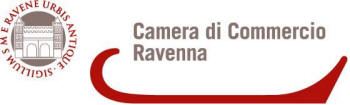 SIGILLUM S M E RAVENE URBIS ANTIQUE
Camera di Commercio
Ravenna